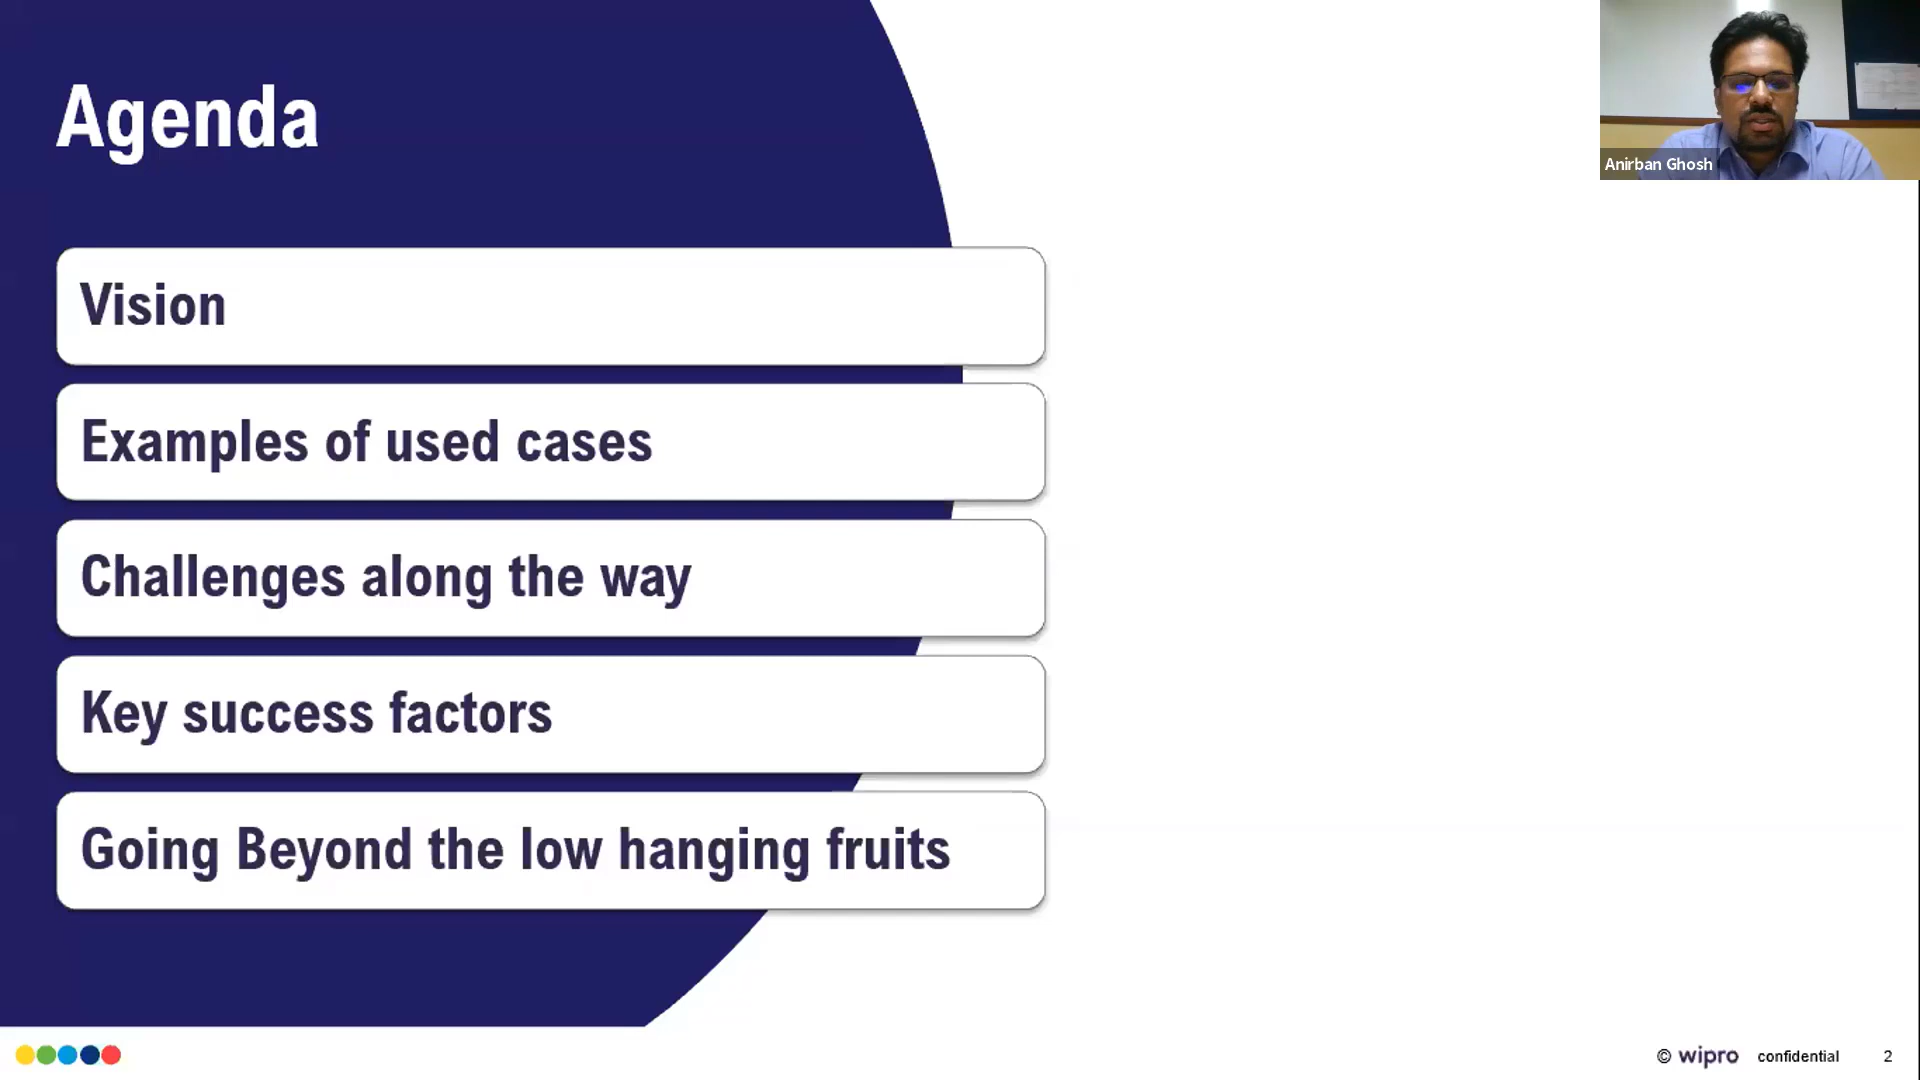 Agenda
Anirban Ghosh
Vision
Examples of used cases
Challenges along the way
Key success factors
Going Beyond the low hanging fruits
© wipro confidential 2